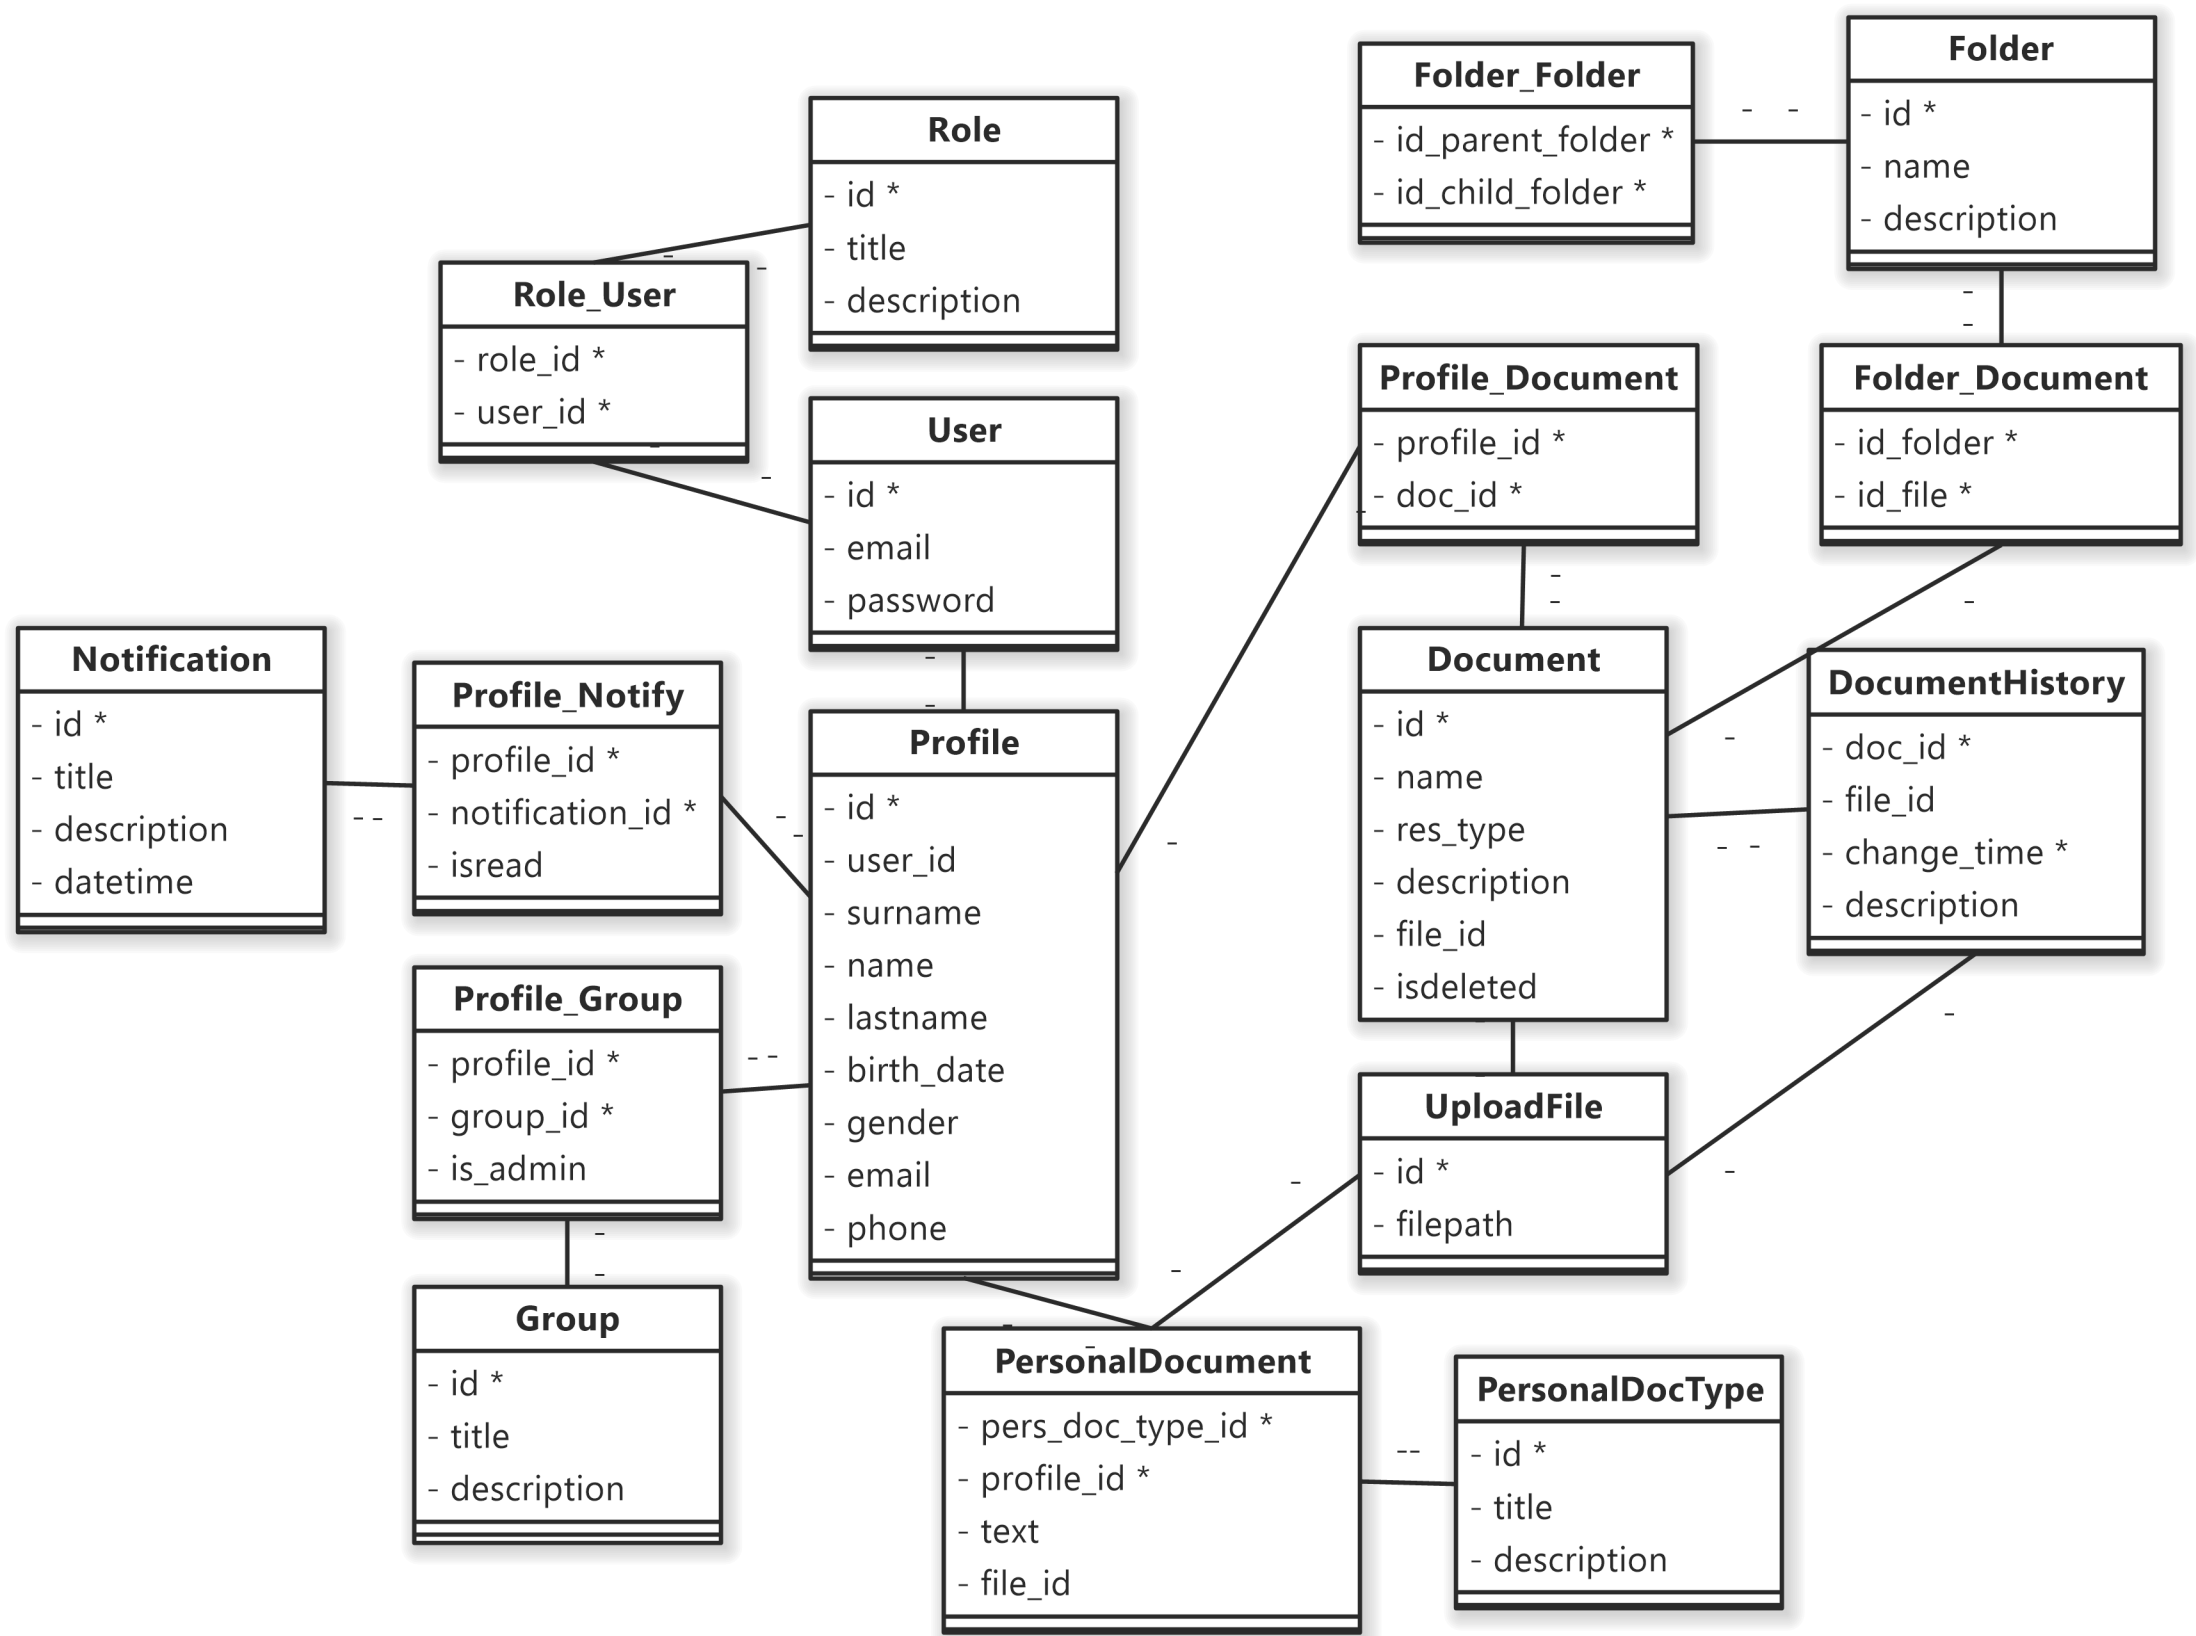 Folder
- id *
- name
- description
Folder_Folder
- id_parent_folder *
- id_child_folder *
Role
- id *
- title
- description
Role_User
- role_id *
- user_id *
User
- id *
- email
- password
Profile_Document
- profile_id *
- doc_id *
Folder_Document
- id_folder *
- id_file *
Notification
- id *
- title
- description
- datetime
Profile_Notify
- profile_id *
- notification_id *
- isread
Profile
- id *
- user_id
- surname
- name
- lastname
- birth_date
- gender
- email
- phone
Document
- id *
- name
- res_type
- description
- file_id
- isdeleted
DocumentHistory
- doc_id *
- file_id
- change_time *
- description
Profile_Group
- profile_id *
- group_id *
- is_admin
UploadFile
- id *
- filepath
Group
- id *
- title
- description
PersonalDocument
- pers_doc_type_id *
- profile_id *
- text
- file_id
PersonalDocType
- id *
- title
- description